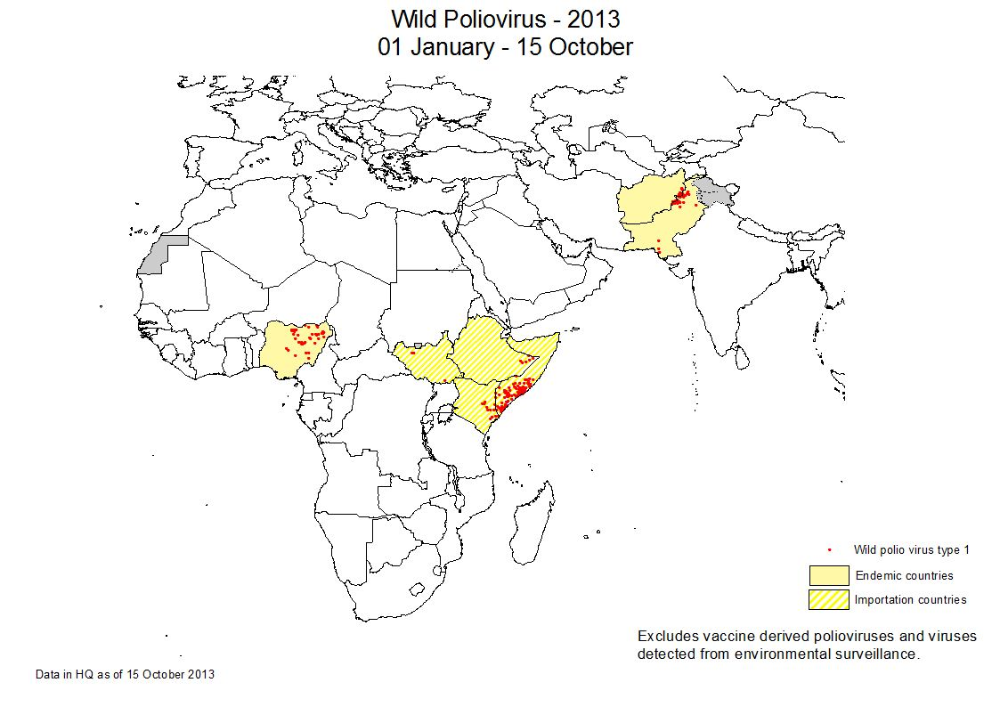 Wild Poliovirus - 2013
01 January - 15 October
Wild polio virus type 1
Endemic countries
Importation countries
Excludes vaccine derived polioviruses and viruses
detected from environmental surveillance.
Data in HQ as of 15 October 2013